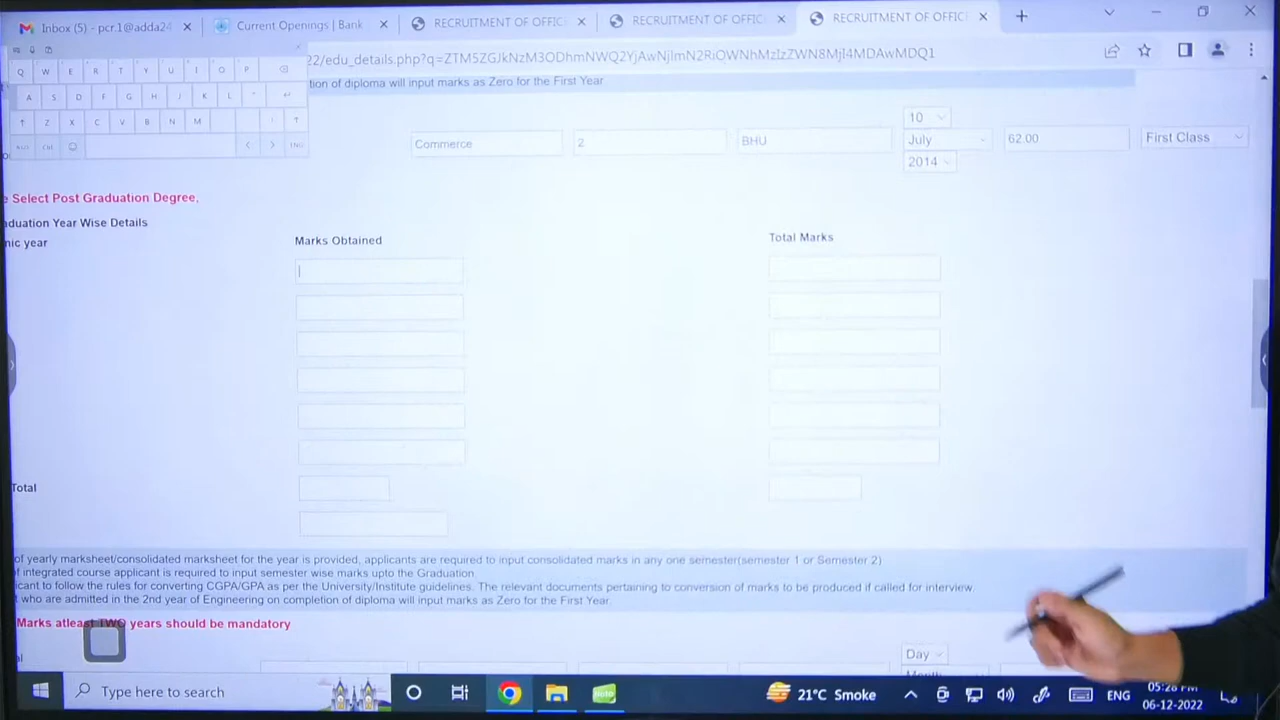 Inbox (5) - pcr.1@adda24
Current Openings | Bank
RECRUITMENT OF OFFIC
RECRUITMENT OF OFFIC
RECRUITMENT OF OFFIC
22/edu_details.php?q=ZTM5ZGJkNzM3ODhmNWQ2YjAwNjImN2RiOWNhMzIzZWN8MjI4MDAwMDQ1
Q W E R T Y U I O P
A S D F G H J K L
Z X C V B N M
ENG
tion of diploma will input marks as Zero for the First Year
Commerce
2
BHU
10
July
2014
62.00
First Class
e Select Post Graduation Degree,
aduation Year Wise Details
nic year
Marks Obtained
Total Marks
Total
of yearly marksheet/consolidated marksheet for the year is provided, applicants are required to input consolidated marks in any one semester(semester 1 or Semester 2)
f integrated course applicant is required to input semester wise marks upto the Graduation
icant to follow the rules for converting CGPA/GPA as per the University/Institute guidelines. The relevant documents pertaining to conversion of marks to be produced if called for interview.
t who are admitted in the 2nd year of Engineering on completion of diploma will input marks as Zero for the First Year.
Marks atleast TWO years should be mandatory
Day
Month
Type here to search
21°C Smoke
ENG
05:28 PM
06-12-2022